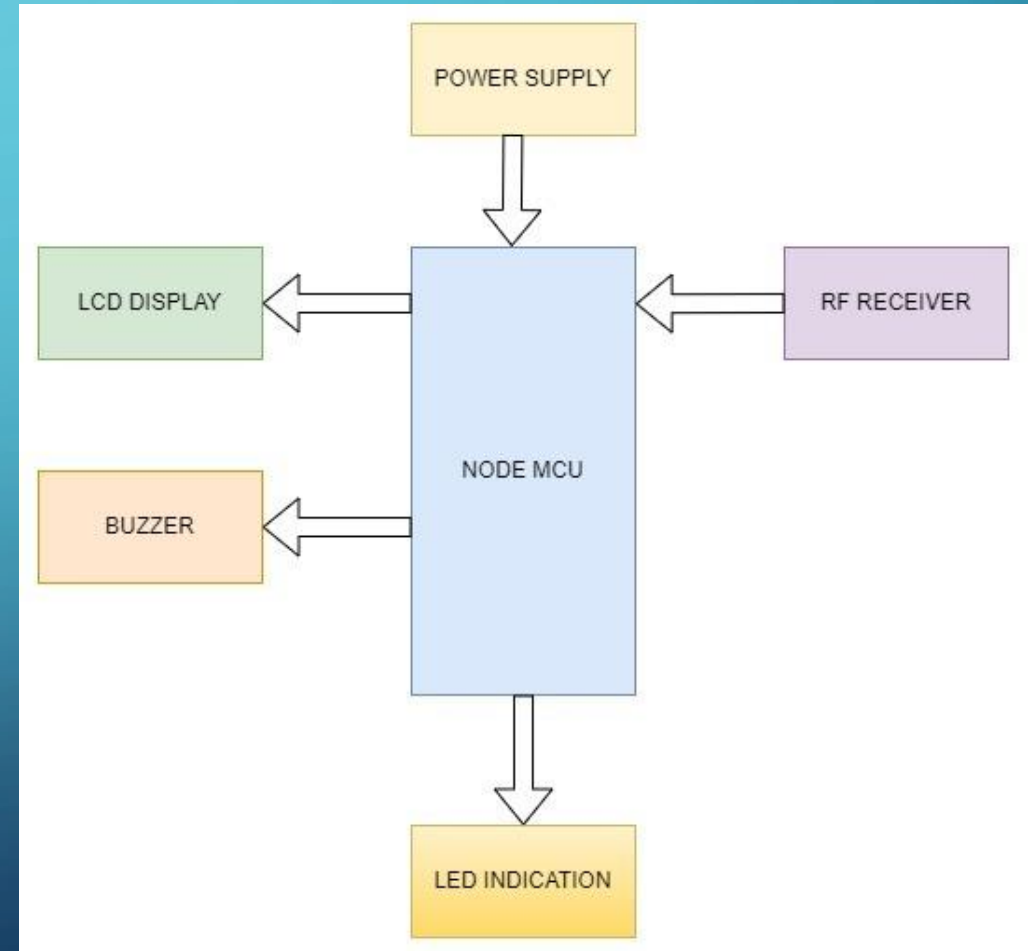 POWER SUPPLY
LCD DISPLAY
RF RECEIVER
NODE MCU
BUZZER
LED INDICATION